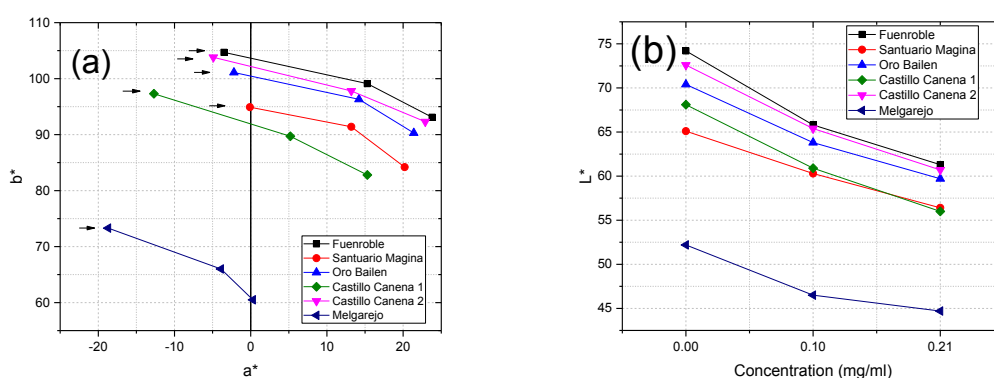 (a)
110
100
90
80
70
60
b*
-20
-10
0
10
20
a*
Fuenroble
Santuario Magina
Oro Bailen
Castillo Canena 1
Castillo Canena 2
Melgarejo
(b)
75
70
65
60
55
50
45
L*
0.00
0.10
0.21
Concentration (mg/ml)
Fuenroble
Santuario Magina
Oro Bailen
Castillo Canena 1
Castillo Canena 2
Melgarejo